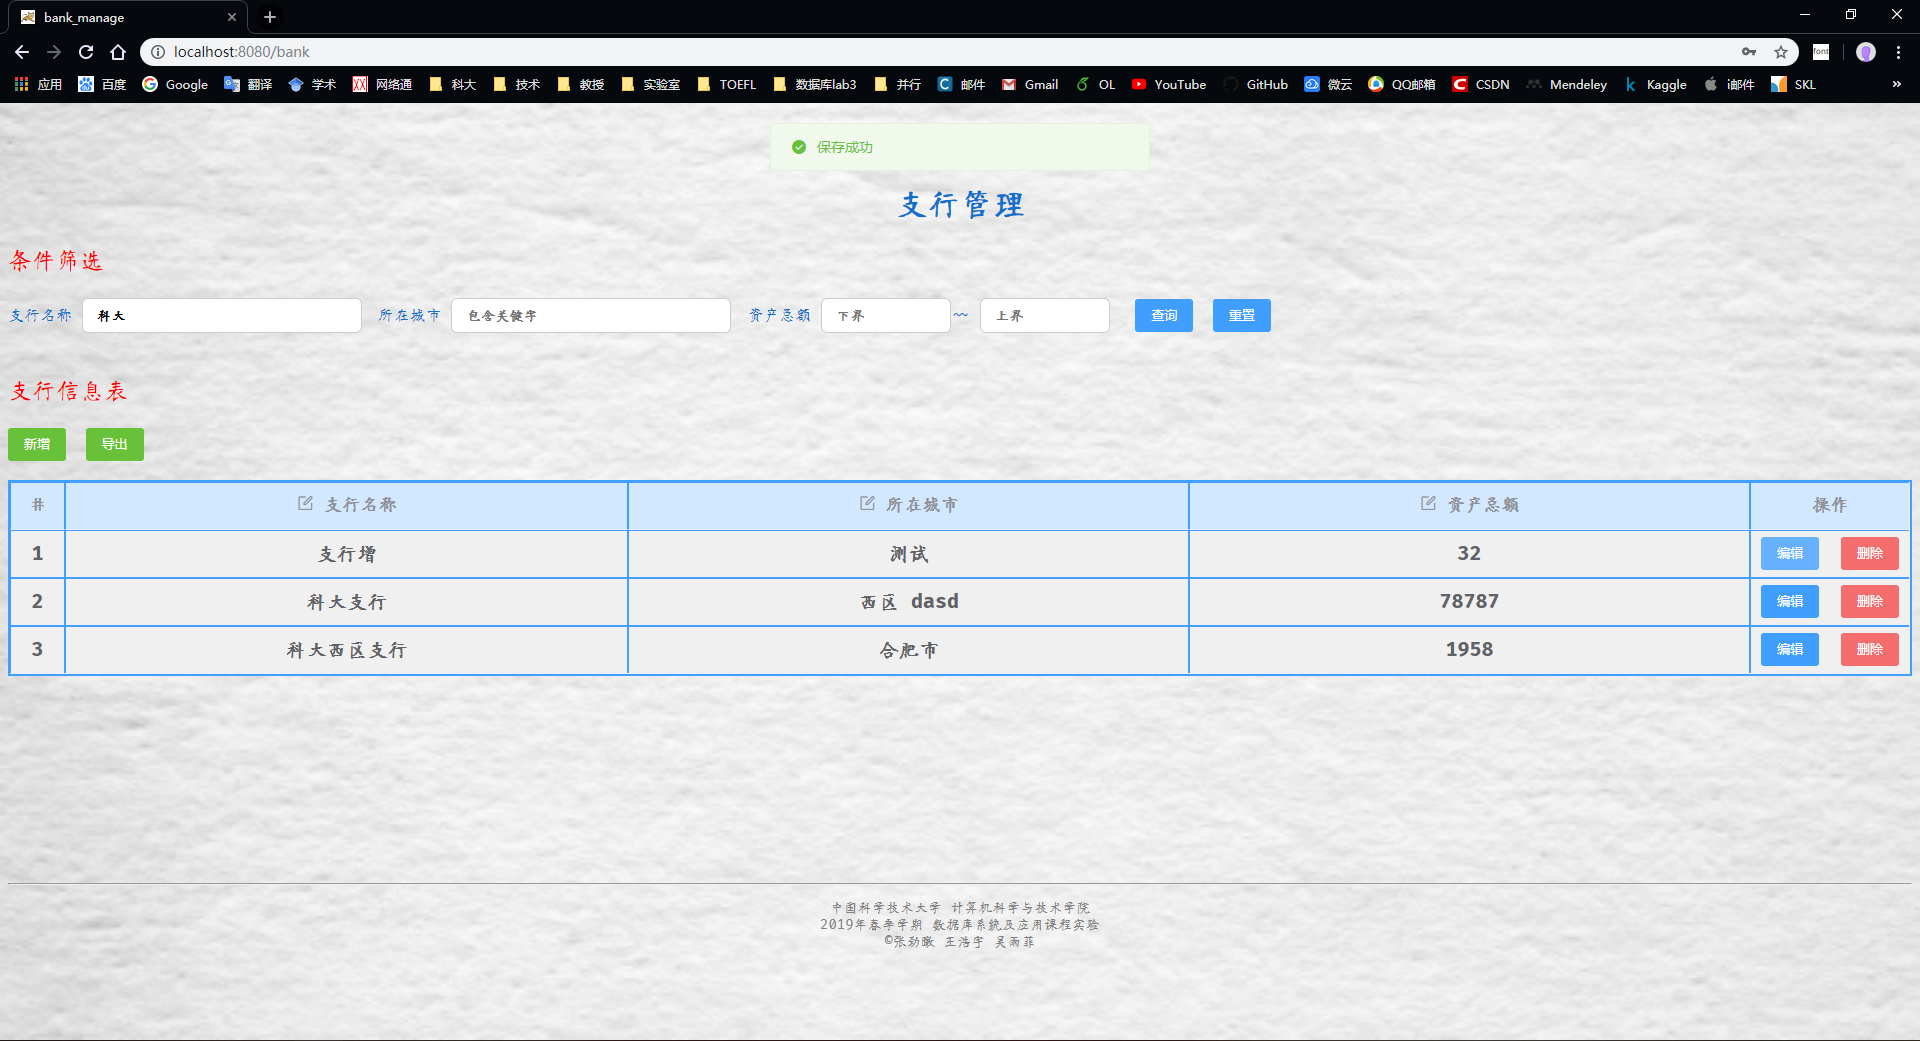 bank_manage
localhost:8080/bank
font
应用 百度 Google 翻译 学术 网络通 科大 技术 教授 实验室 TOEFL 数据库lab3 并行 邮件 Gmail OL YouTube GitHub 微云 QQ邮箱 CSDN Mendeley Kaggle i邮件 SKL »
保存成功
支行管理
条件筛选
支行名称 科大 所在城市 包含关键字 资产总额 下界 ~ 上界 查询 重置
支行信息表
新增 导出
# 支行名称 所在城市 资产总额 操作
1 支行增 测试 32 编辑 删除
2 科大支行 西区 dasd 78787 编辑 删除
3 科大西区支行 合肥市 1958 编辑 删除
中国科学技术大学 计算机科学与技术学院
2019年春季学期 数据库系统及应用课程实验
©张劲暾 王浩宇 吴雨菲